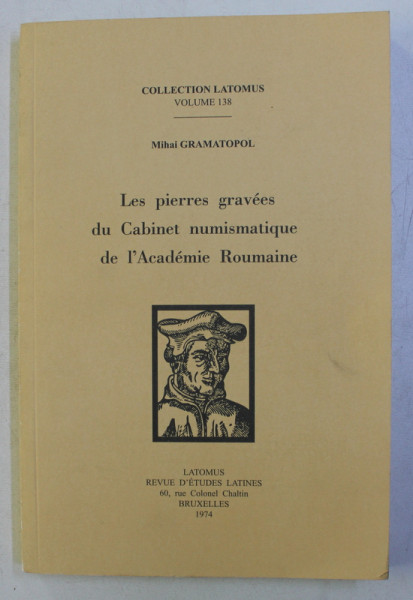 COLLECTION LATOMUS
VOLUME 138
Mihai GRAMATOPOL
Les pierres gravées
du Cabinet numismatique
de l'Académie Roumaine
LATOMUS
REVUE D'ÉTUDES LATINES
60, rue Colonel Chaltin
BRUXELLES
1974